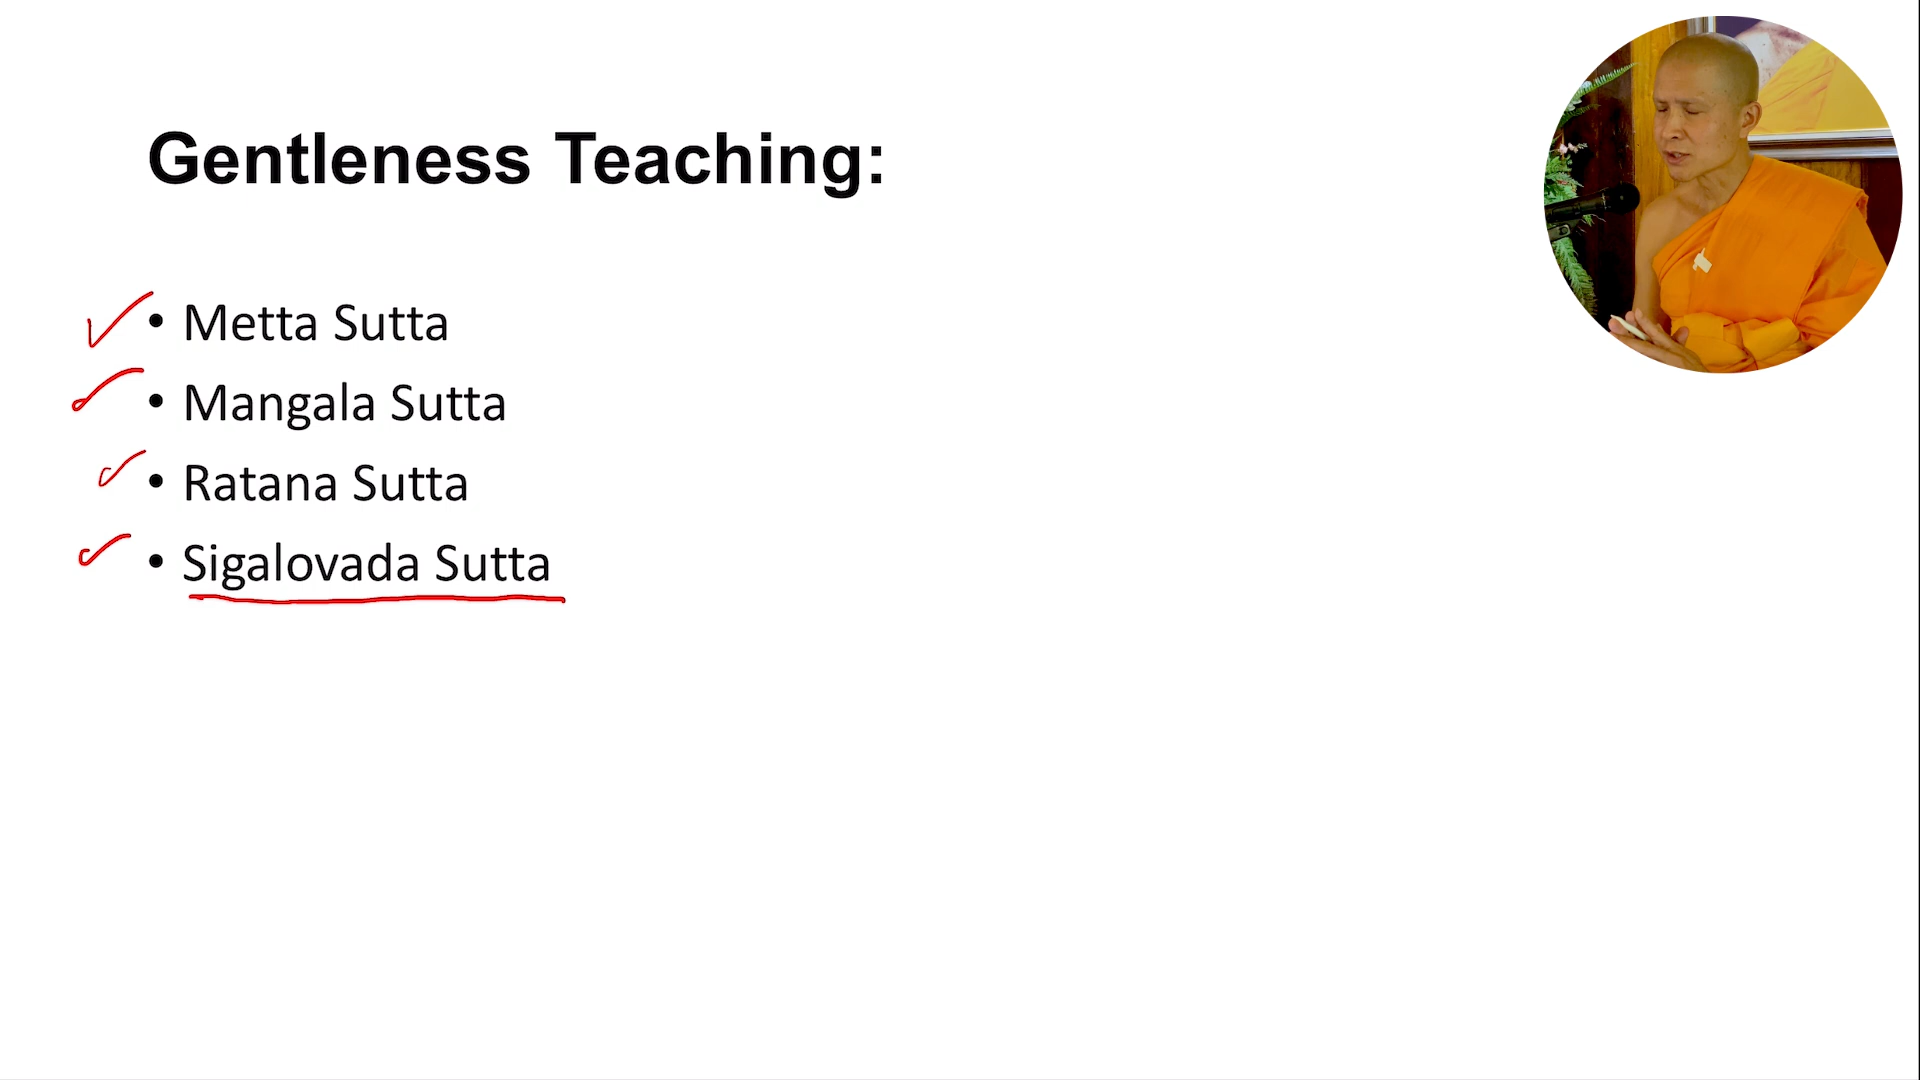 Gentleness Teaching:
• Metta Sutta
• Mangala Sutta
• Ratana Sutta
• Sigalovada Sutta